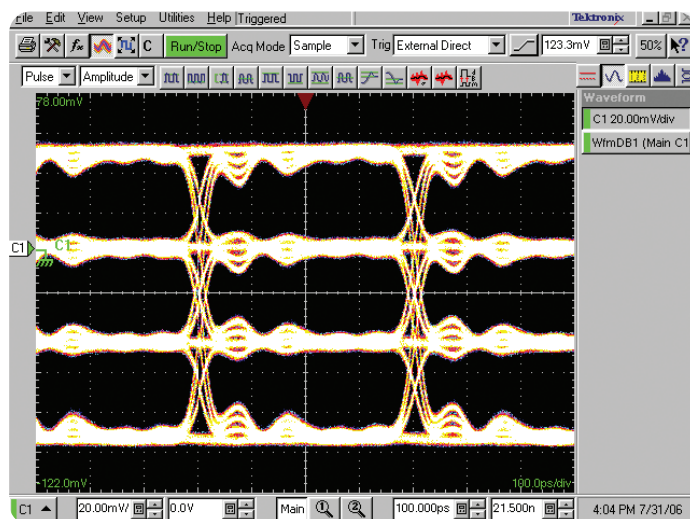 File Edit View Setup Utilities Help Triggered Tektronix
C Run/Stop Acq Mode Sample Trig External Direct 123.3mV 50%
Pulse Amplitude
Waveform
C1 20.00mV/div
WfmDB1 (Main C1
78.00mV
C1 C1
-122.0mV 100.0ps/div
C1 20.00mV/ 0.0V Main 1 2 100.000ps 21.500n 4:04 PM 7/31/06